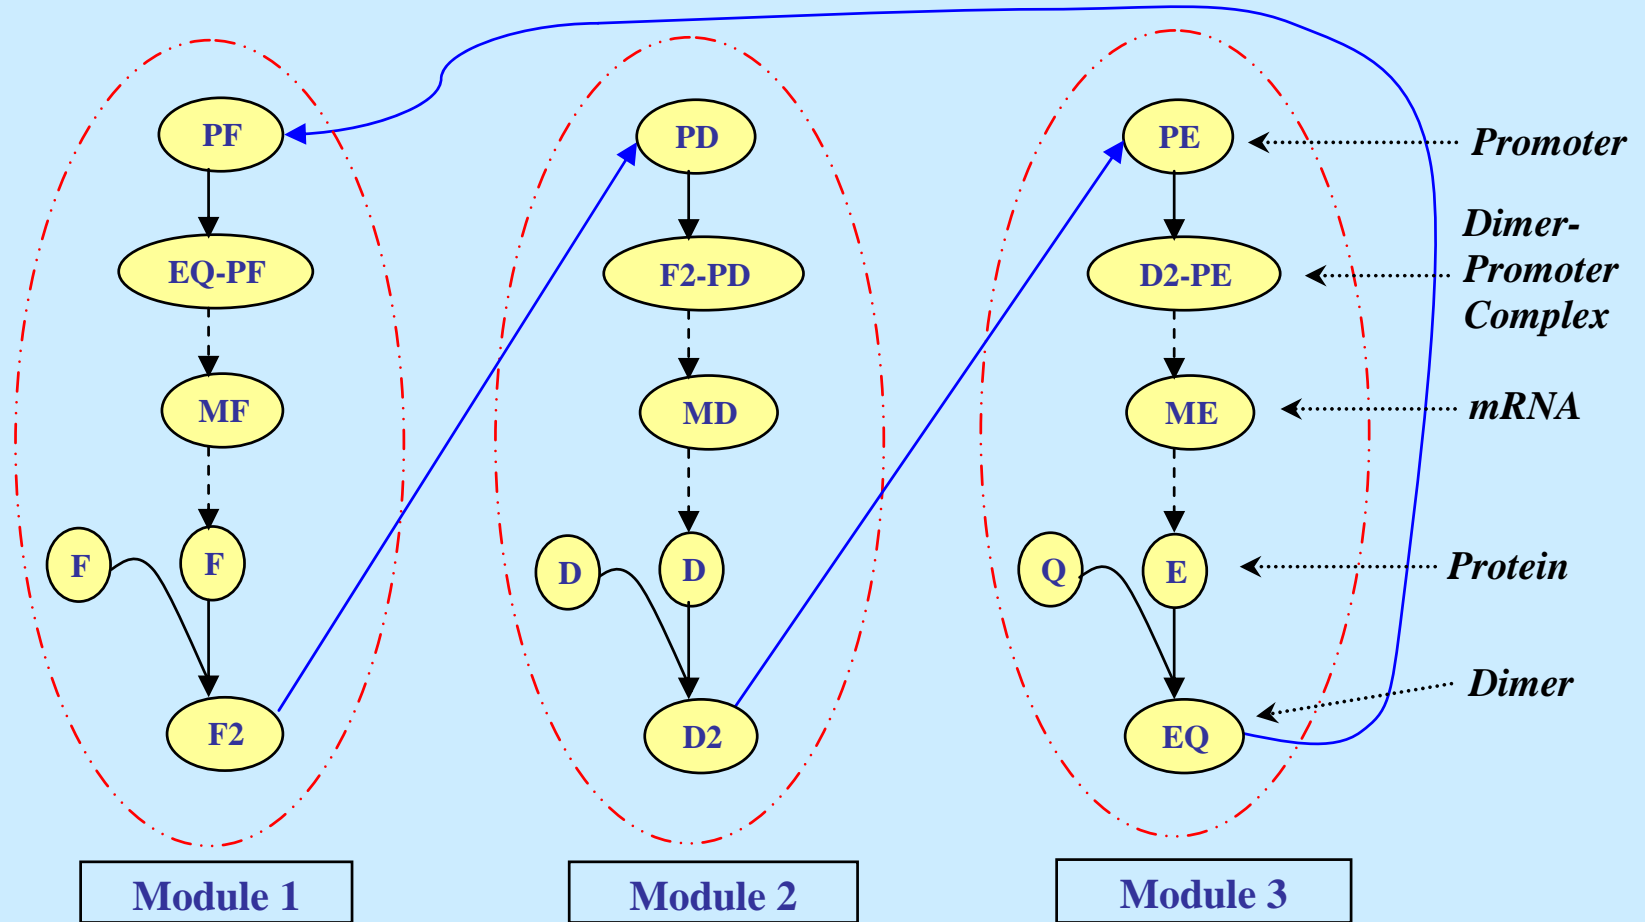 PF
PD
PE
Promoter
EQ-PF
F2-PD
D2-PE
Dimer-
Promoter
Complex
MF
MD
ME
mRNA
F
F
D
D
Q
E
Protein
F2
D2
EQ
Dimer
Module 1
Module 2
Module 3